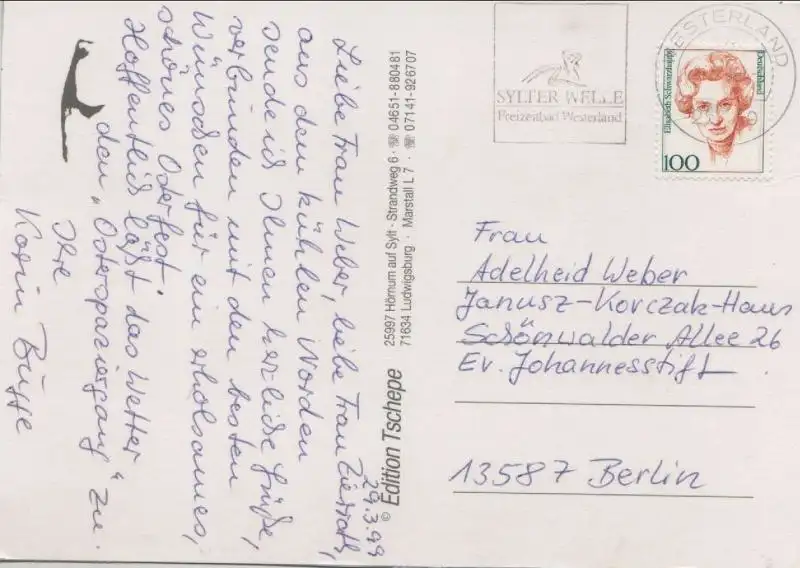 29.3.99
Liebe Frau Weber, liebe Frau
aus dem kühlen Norden
sende ich Ihnen herzliche Grüße,
verbunden mit den besten
Wünschen für ein erholsames,
schönes Osterfest.
Hoffentlich läßt das Wetter
den „Osterspaziergang" zu.
Ihre
Karin
© Edition Tschepe
25997 Hörnum auf Sylt · Strandweg 6 · ☏ 04651-880481
71634 Ludwigsburg · Marstall L 7 · ☏ 07141-926707
SYLTER WELLE
Freizeitbad Westerland
WESTERLAND
Elisabeth Schwarzhaupt
Deutschland
100
Frau
Adelheid Weber
Janusz-Korczak-Haus
Schönwalder Allee 26
Ev. Johannesstift
13587 Berlin